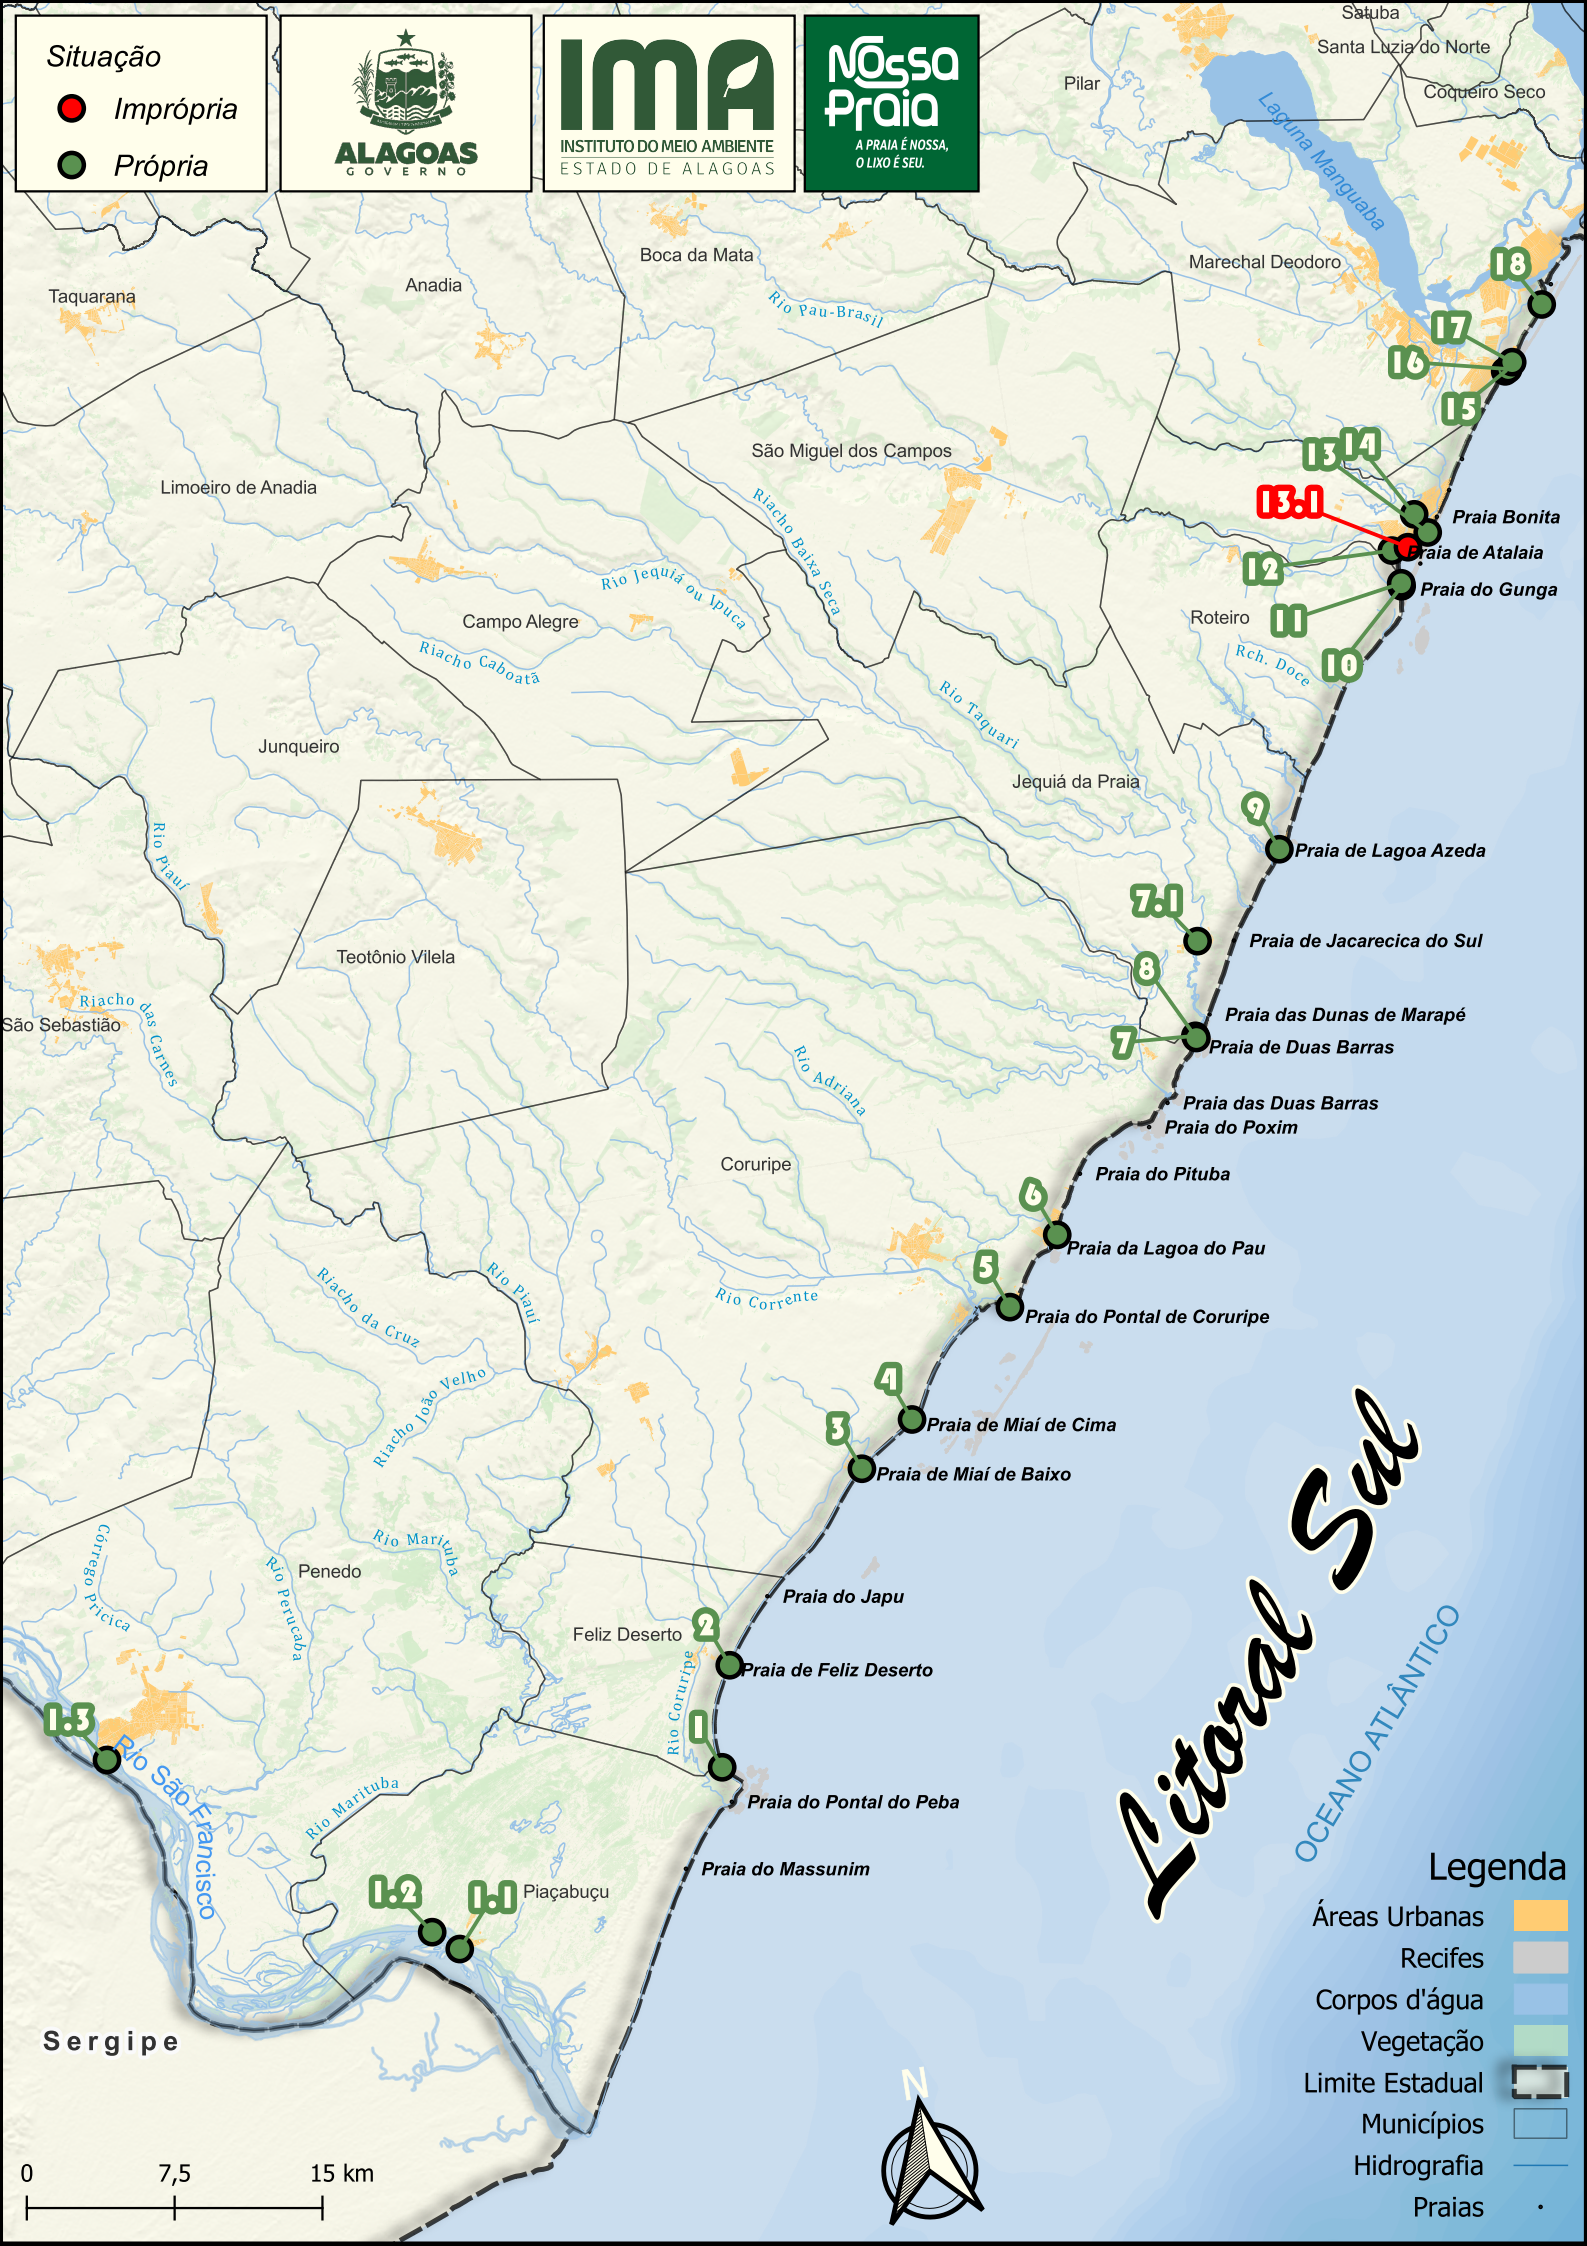 Situação
Imprópria
Própria
ALAGOAS
GOVERNO
IMA
INSTITUTO DO MEIO AMBIENTE
ESTADO DE ALAGOAS
Nossa
Praia
A PRAIA É NOSSA,
O LIXO É SEU.
Satuba
Santa Luzia do Norte
Pilar
Coqueiro Seco
Laguna Manguaba
Boca da Mata
Marechal Deodoro
18
Taquarana
Anadia
Rio Pau-Brasil
17
16
15
14
13
São Miguel dos Campos
Limoeiro de Anadia
13.1
Riacho Baixa Seca
Praia Bonita
Praia de Atalaia
12
Rio Jequiá ou Ipuca
Praia do Gunga
Campo Alegre
Roteiro
11
Riacho Caboatã
Rch. Doce
10
Rio Taquari
Junqueiro
Jequiá da Praia
9
Rio Piauí
Praia de Lagoa Azeda
7.1
Praia de Jacarecica do Sul
Teotônio Vilela
8
Riacho das Carnes
Praia das Dunas de Marapé
São Sebastião
7
Praia de Duas Barras
Rio Adriana
Praia das Duas Barras
Praia do Poxim
Coruripe
Praia do Pituba
6
Praia da Lagoa do Pau
5
Riacho da Cruz
Rio Piauí
Rio Corrente
Praia do Pontal de Coruripe
4
Riacho João Velho
3
Praia de Miaí de Cima
Praia de Miaí de Baixo
Litoral Sul
Córrego Pricica
Rio Marituba
Rio Perucaba
Penedo
Praia do Japu
2
Feliz Deserto
Praia de Feliz Deserto
Rio Coruripe
OCEANO ATLÂNTICO
1.3
1
Rio São Francisco
Rio Marituba
Praia do Pontal do Peba
Praia do Massunim
1.2
1.1
Piaçabuçu
Legenda
Áreas Urbanas
Recifes
Corpos d'água
Vegetação
Limite Estadual
Municípios
Hidrografia
Praias
Sergipe
N
0
7,5
15 km